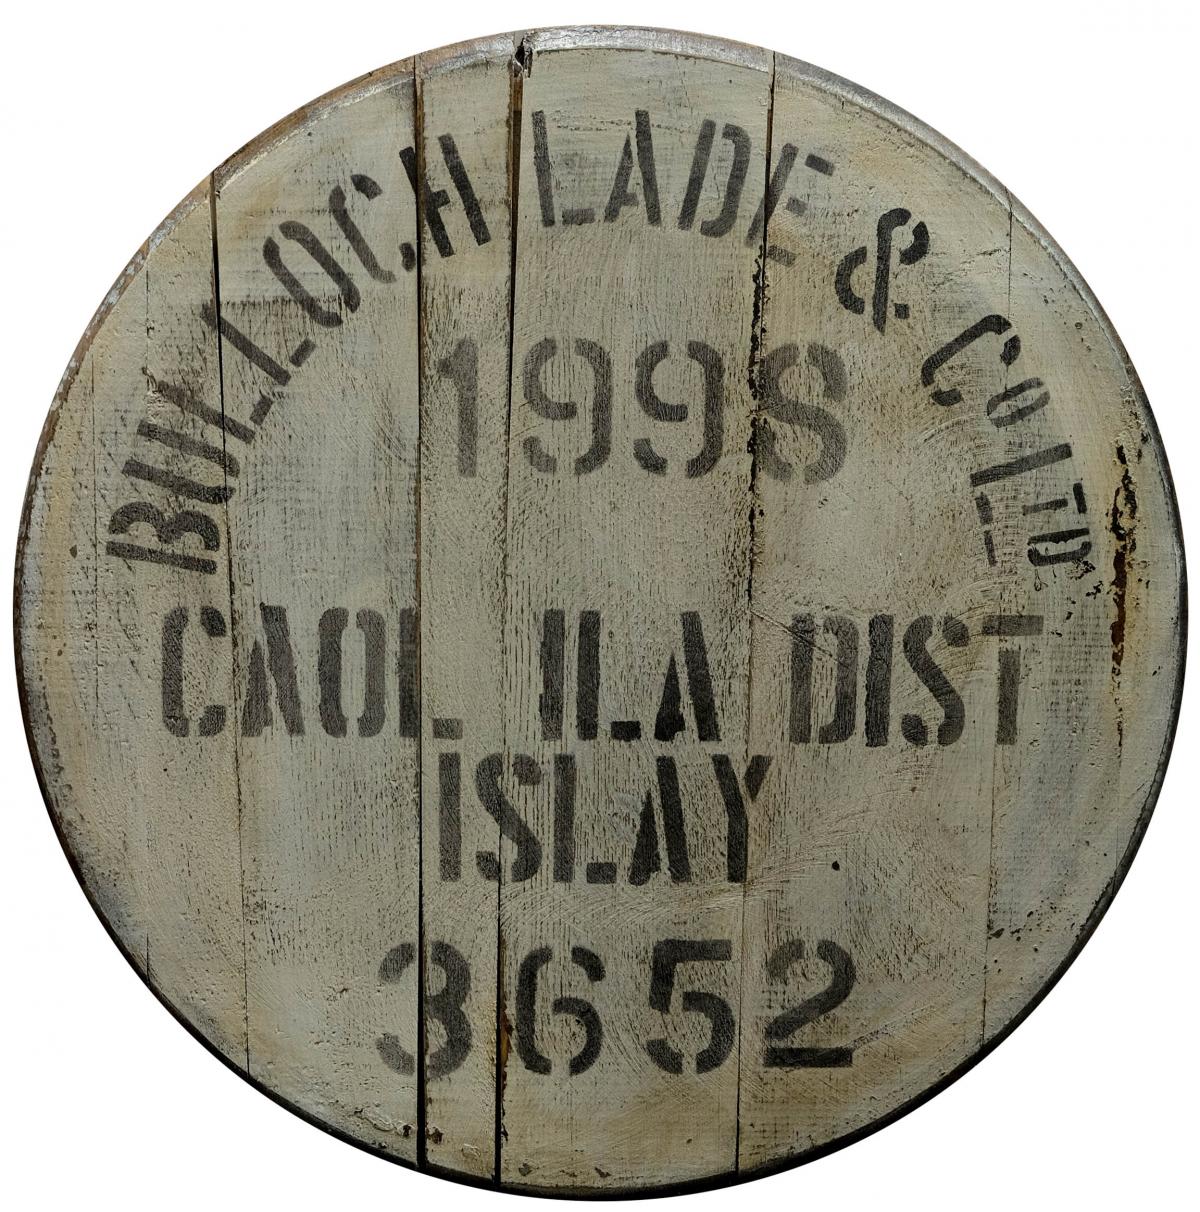 BULLOCH LADE & CO LTD
1998
CAOL ILA DIST
ISLAY
3652